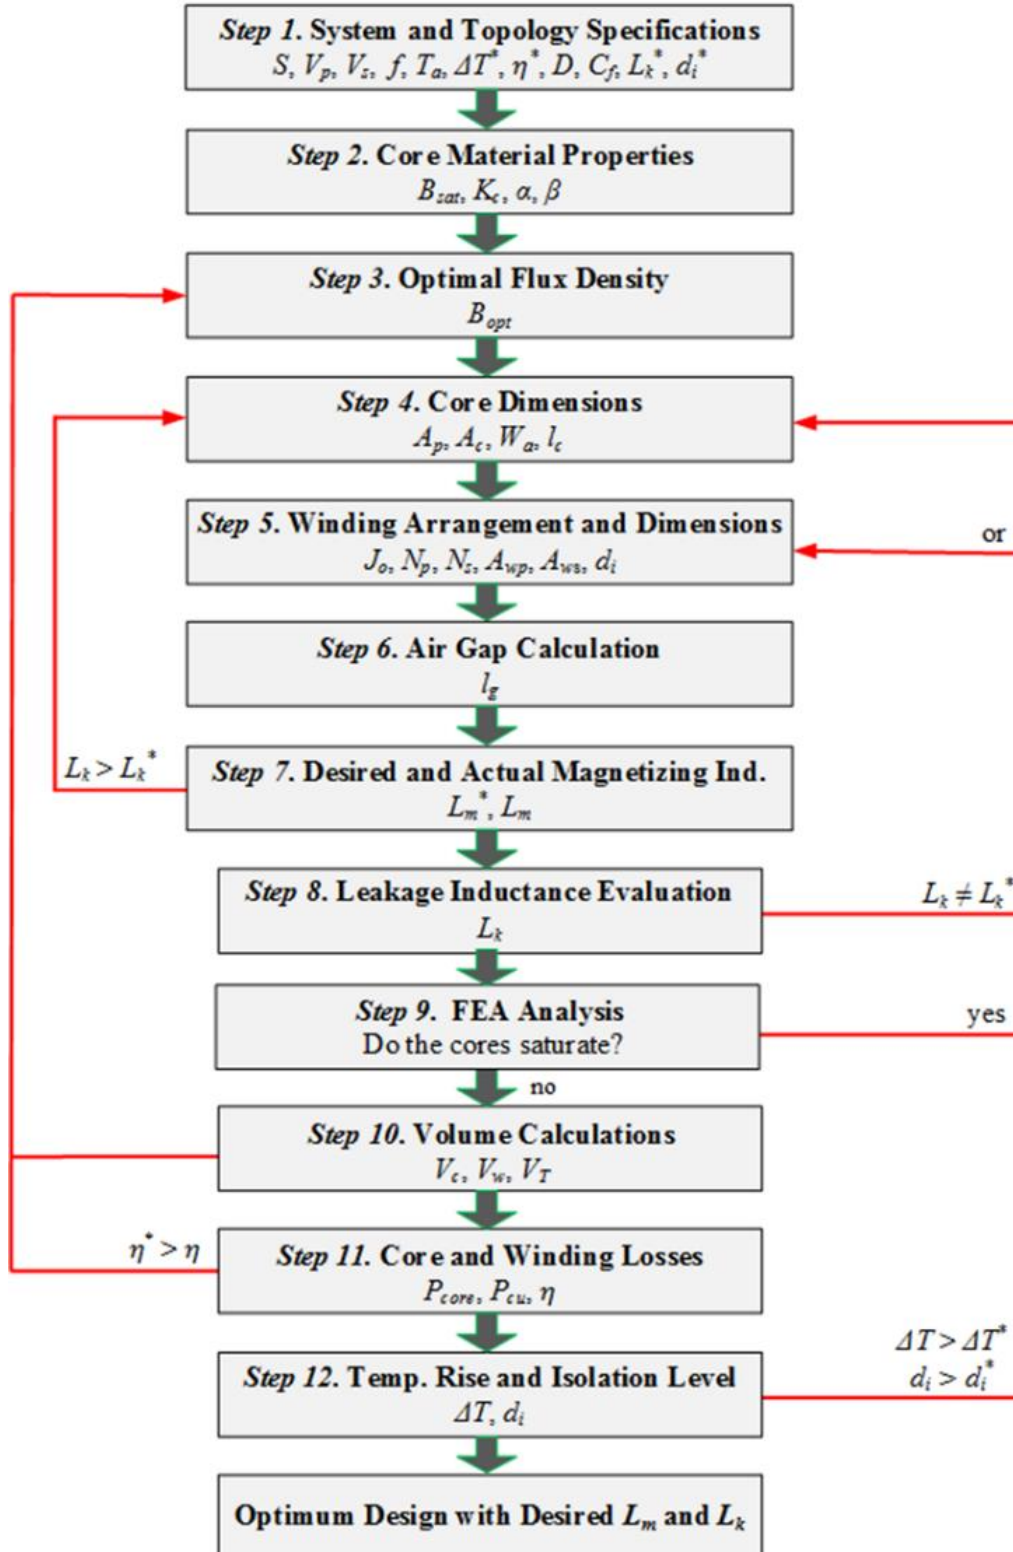 Step 1. System and Topology Specifications
S, Vp, Vs, f, Ta, ΔT*, η*, D, Cf, Lk*, di*
Step 2. Core Material Properties
Bsat, Kc, α, β
Step 3. Optimal Flux Density
Bopt
Step 4. Core Dimensions
Ap, Ac, Wa, lc
Step 5. Winding Arrangement and Dimensions
Jo, Np, Ns, Awp, Aws, di
or
Step 6. Air Gap Calculation
lg
Lk > Lk*
Step 7. Desired and Actual Magnetizing Ind.
Lm*, Lm
Step 8. Leakage Inductance Evaluation
Lk
Lk ≠ Lk*
Step 9. FEA Analysis
Do the cores saturate?
yes
no
Step 10. Volume Calculations
Vc, Vw, VT
η* > η
Step 11. Core and Winding Losses
Pcore, Pcu, η
Step 12. Temp. Rise and Isolation Level
ΔT, di
ΔT > ΔT*
di > di*
Optimum Design with Desired Lm and Lk